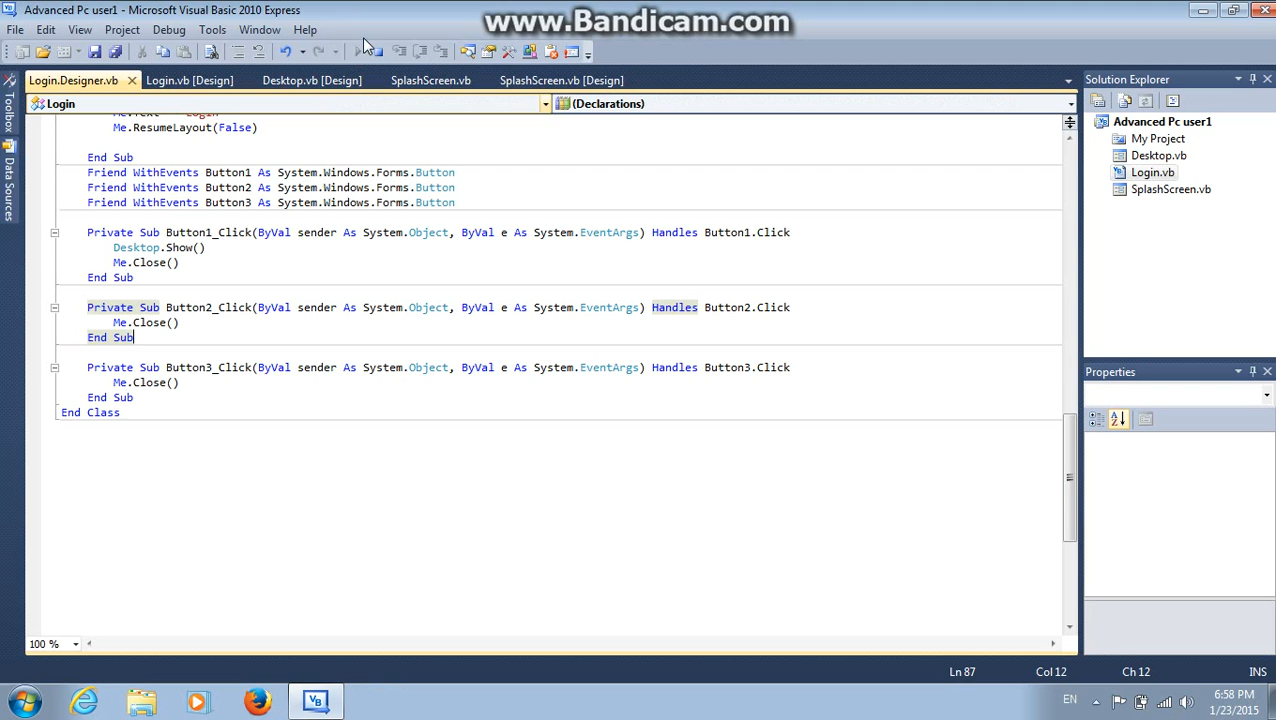 Advanced Pc user1 - Microsoft Visual Basic 2010 Express
www.Bandicam.com
File Edit View Project Debug Tools Window Help
Login.Designer.vb Login.vb [Design] Desktop.vb [Design] SplashScreen.vb SplashScreen.vb [Design]
Login (Declarations)
Me.ResumeLayout(False)
End Sub
Friend WithEvents Button1 As System.Windows.Forms.Button
Friend WithEvents Button2 As System.Windows.Forms.Button
Friend WithEvents Button3 As System.Windows.Forms.Button
Private Sub Button1_Click(ByVal sender As System.Object, ByVal e As System.EventArgs) Handles Button1.Click
Desktop.Show()
Me.Close()
End Sub
Private Sub Button2_Click(ByVal sender As System.Object, ByVal e As System.EventArgs) Handles Button2.Click
Me.Close()
End Sub
Private Sub Button3_Click(ByVal sender As System.Object, ByVal e As System.EventArgs) Handles Button3.Click
Me.Close()
End Sub
End Class
100 %
Toolbox
Data Sources
Solution Explorer
Advanced Pc user1
My Project
Desktop.vb
Login.vb
SplashScreen.vb
Properties
Ln 87 Col 12 Ch 12 INS
EN
6:58 PM
1/23/2015